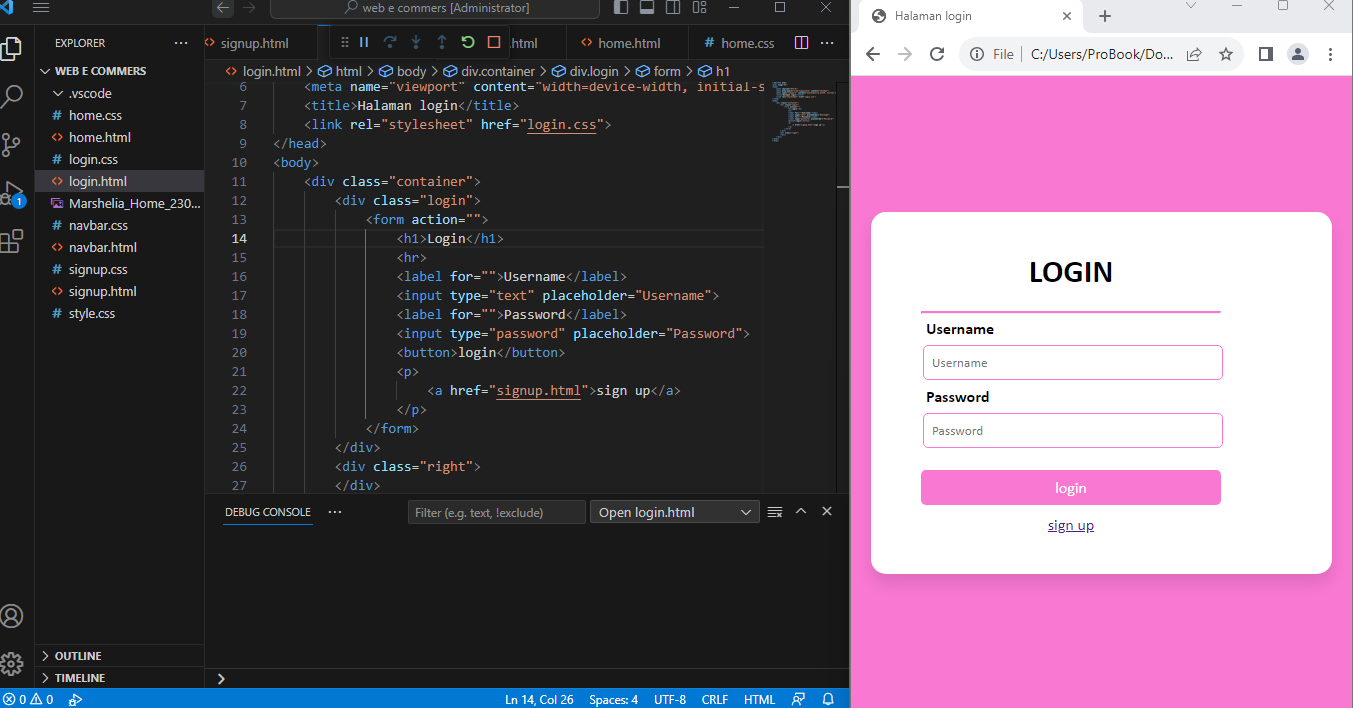 web e commers [Administrator]
EXPLORER
WEB E COMMERS
.vscode
home.css
home.html
login.css
login.html
Marshelia_Home_230...
navbar.css
navbar.html
signup.css
signup.html
style.css
OUTLINE
TIMELINE
1
signup.html
.html
home.html
home.css
login.html > html > body > div.container > div.login > form > h1
6 <meta name="viewport" content="width=device-width, initial-s
7 <title>Halaman login</title>
8 <link rel="stylesheet" href="login.css">
9 </head>
10 <body>
11 <div class="container">
12 <div class="login">
13 <form action="">
14 <h1>Login</h1>
15 <hr>
16 <label for="">Username</label>
17 <input type="text" placeholder="Username">
18 <label for="">Password</label>
19 <input type="password" placeholder="Password">
20 <button>login</button>
21 <p>
22 <a href="signup.html">sign up</a>
23 </p>
24 </form>
25 </div>
26 <div class="right">
27 </div>
DEBUG CONSOLE
Filter (e.g. text, !exclude)
Open login.html
0 0
Ln 14, Col 26 Spaces: 4 UTF-8 CRLF HTML
Halaman login
File C:/Users/ProBook/Do...
LOGIN
Username
Username
Password
Password
login
sign up